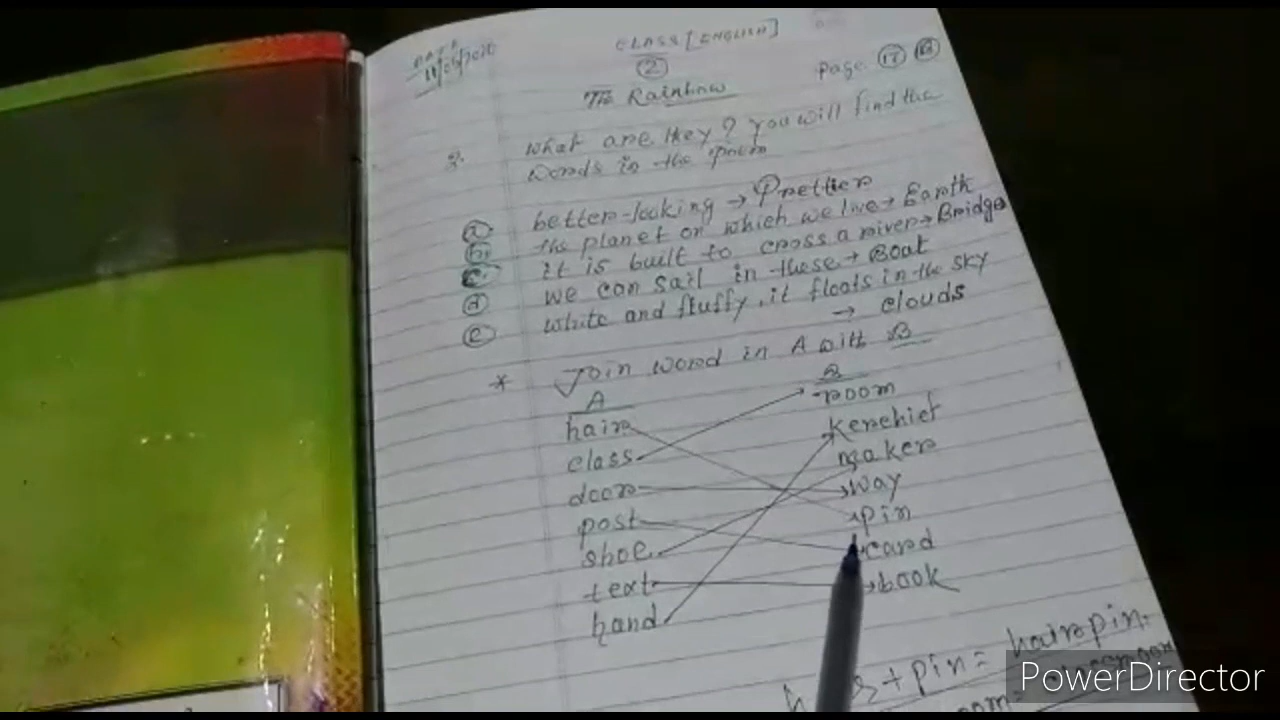 DATE
CLASS [ENGLISH]
②
The Rainbow
Page ⑰ ⑱
2. What are they? you will find the
words in the poem
(a) better-looking → Prettier
(b) the planet on which we live → Earth
(c) it is built to cross a river → Bridge
(d) we can sail in these → Boat
(e) white and fluffy, it floats in the sky
→ clouds
* Join word in A with B
A B
hair room
class kerchief
door maker
post way
shoe pin
text card
hand book
+ pin = hairpin.
classroom
PowerDirector